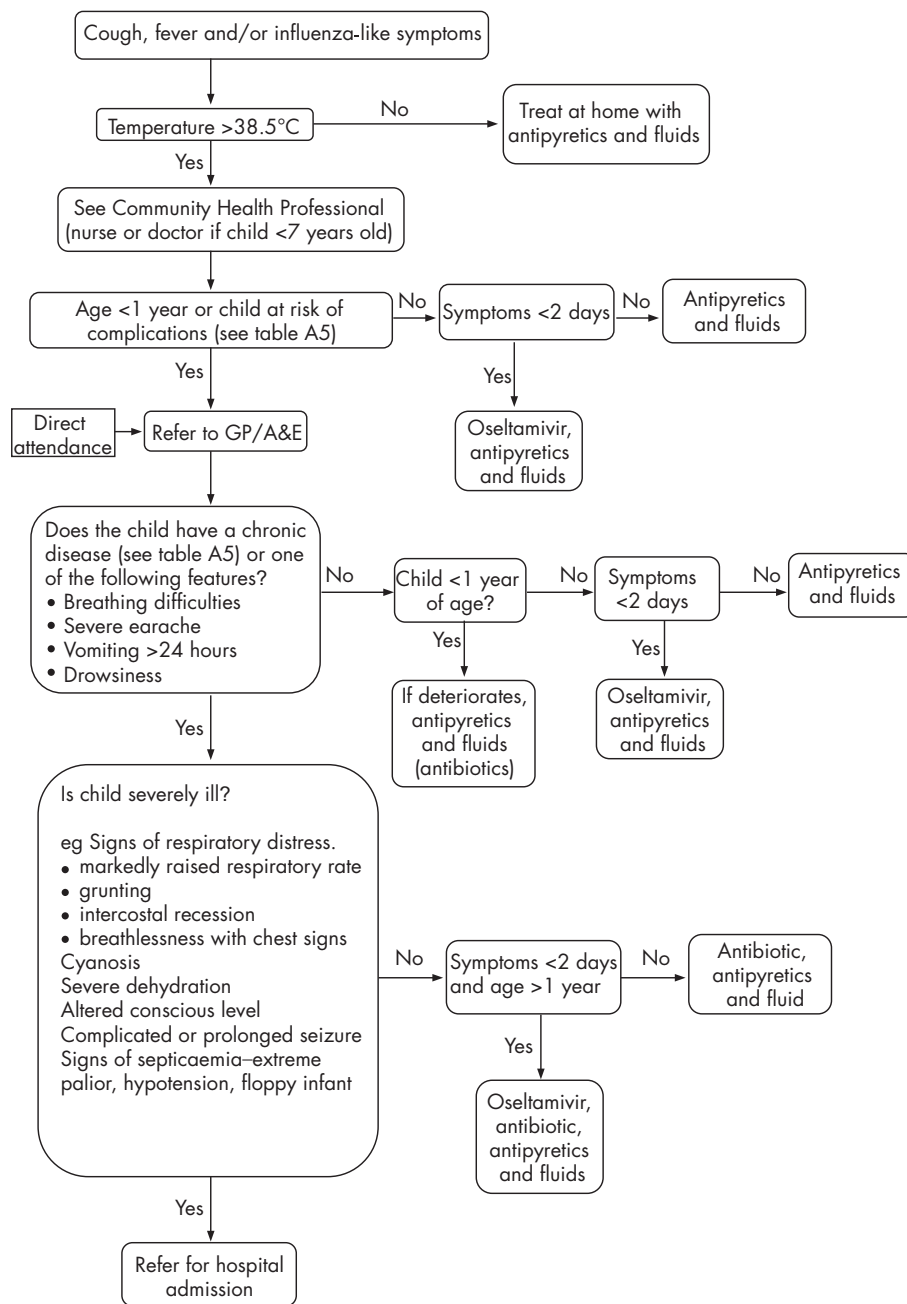 Cough, fever and/or influenza-like symptoms
No
Temperature >38.5°C
Treat at home with
antipyretics and fluids
Yes
See Community Health Professional
(nurse or doctor if child <7 years old)
Age <1 year or child at risk of
complications (see table A5)
No
Symptoms <2 days
No
Antipyretics
and fluids
Yes
Yes
Oseltamivir,
antipyretics
and fluids
Direct
attendance
Refer to GP/A&E
Does the child have a chronic
disease (see table A5) or one
of the following features?
• Breathing difficulties
• Severe earache
• Vomiting >24 hours
• Drowsiness
No
Child <1 year
of age?
No
Symptoms
<2 days
No
Antipyretics
and fluids
Yes
Yes
If deteriorates,
antipyretics
and fluids
(antibiotics)
Oseltamivir,
antipyretics
and fluids
Yes
Is child severely ill?
eg Signs of respiratory distress.
• markedly raised respiratory rate
• grunting
• intercostal recession
• breathlessness with chest signs
Cyanosis
Severe dehydration
Altered conscious level
Complicated or prolonged seizure
Signs of septicaemia–extreme
palior, hypotension, floppy infant
No
Symptoms <2 days
and age >1 year
No
Antibiotic,
antipyretics
and fluid
Yes
Oseltamivir,
antibiotic,
antipyretics
and fluids
Yes
Refer for hospital
admission